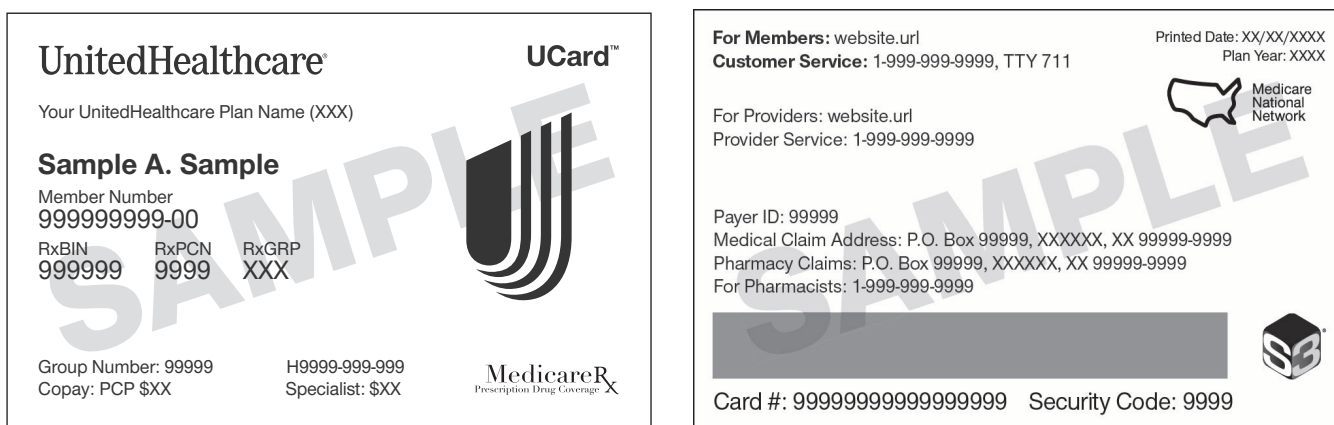 UnitedHealthcare®
UCard™
Your UnitedHealthcare Plan Name (XXX)
Sample A. Sample
Member Number
999999999-00
RxBIN RxPCN RxGRP
999999 9999 XXX
Group Number: 99999 H9999-999-999
Copay: PCP $XX Specialist: $XX
MedicareRx
Prescription Drug Coverage
SAMPLE
For Members: website.url
Customer Service: 1-999-999-9999, TTY 711
Printed Date: XX/XX/XXXX
Plan Year: XXXX
Medicare
National
Network
For Providers: website.url
Provider Service: 1-999-999-9999
Payer ID: 99999
Medical Claim Address: P.O. Box 99999, XXXXXX, XX 99999-9999
Pharmacy Claims: P.O. Box 99999, XXXXXX, XX 99999-9999
For Pharmacists: 1-999-999-9999
S3
Card #: 99999999999999999 Security Code: 9999
SAMPLE